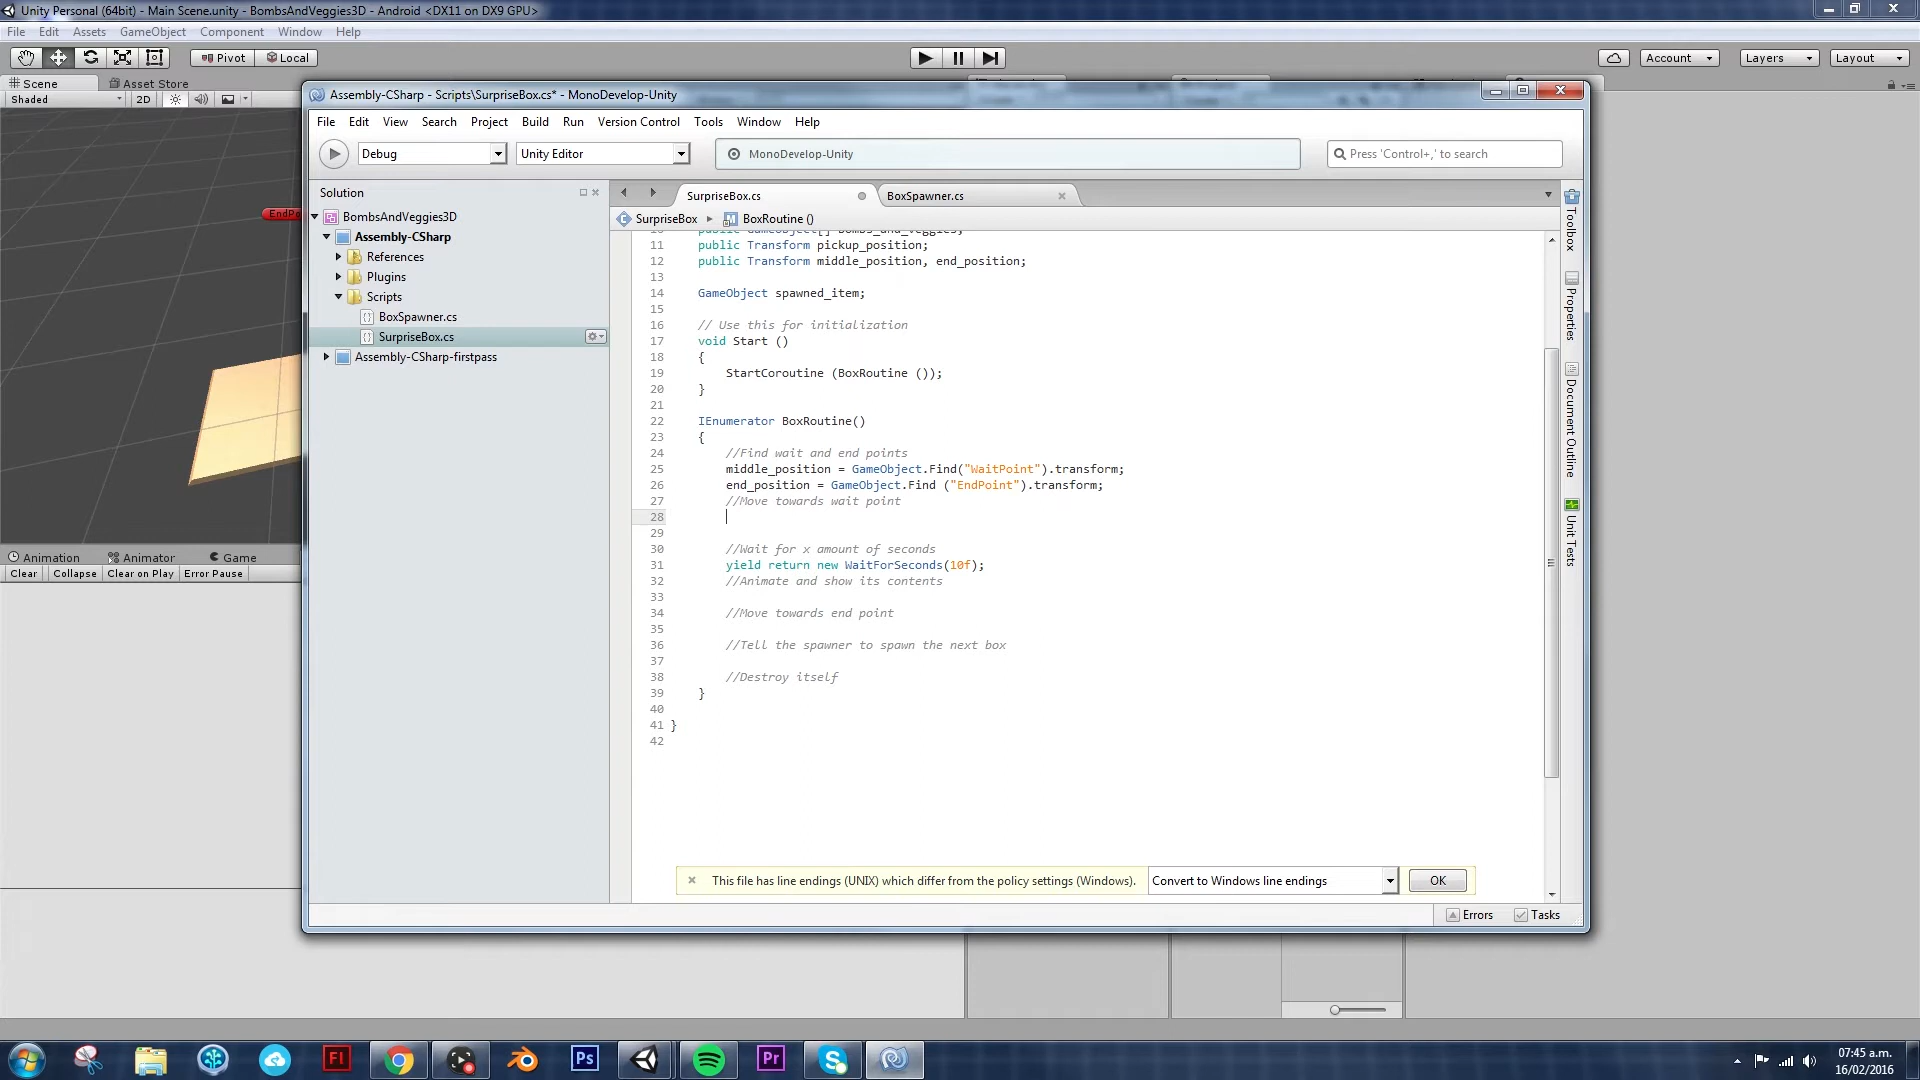 Unity Personal (64bit) - Main Scene.unity - BombsAndVeggies3D - Android <DX11 on DX9 GPU>
File Edit Assets GameObject Component Window Help
Pivot Local Account Layers Layout
Scene Asset Store
Shaded 2D
EndPo
Animation Animator Game
Clear Collapse Clear on Play Error Pause
Assembly-CSharp - Scripts\SurpriseBox.cs* - MonoDevelop-Unity
File Edit View Search Project Build Run Version Control Tools Window Help
Debug Unity Editor MonoDevelop-Unity Press 'Control+,' to search
Solution
BombsAndVeggies3D
Assembly-CSharp
References
Plugins
Scripts
BoxSpawner.cs
SurpriseBox.cs
Assembly-CSharp-firstpass
SurpriseBox.cs BoxSpawner.cs
SurpriseBox BoxRoutine ()
10 public GameObject[] bombs_and_veggies;
11 public Transform pickup_position;
12 public Transform middle_position, end_position;
13
14 GameObject spawned_item;
15
16 // Use this for initialization
17 void Start ()
18 {
19 StartCoroutine (BoxRoutine ());
20 }
21
22 IEnumerator BoxRoutine()
23 {
24 //Find wait and end points
25 middle_position = GameObject.Find("WaitPoint").transform;
26 end_position = GameObject.Find ("EndPoint").transform;
27 //Move towards wait point
28
29
30 //Wait for x amount of seconds
31 yield return new WaitForSeconds(10f);
32 //Animate and show its contents
33
34 //Move towards end point
35
36 //Tell the spawner to spawn the next box
37
38 //Destroy itself
39 }
40
41 }
42
This file has line endings (UNIX) which differ from the policy settings (Windows). Convert to Windows line endings OK
Errors Tasks
Toolbox
Properties
Document Outline
Unit Tests
Fl
Ps
Pr
07:45 a.m.
16/02/2016